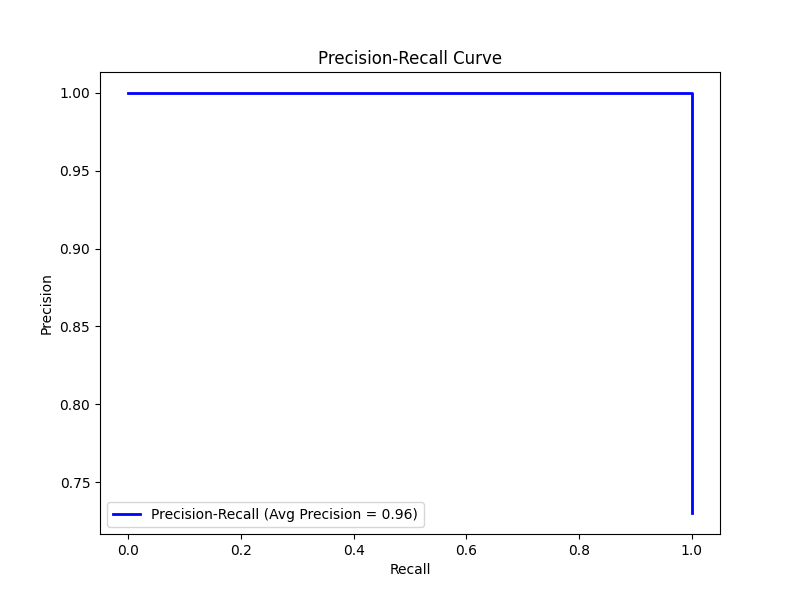 Precision-Recall Curve
1.00
0.95
0.90
0.85
0.80
0.75
Precision
Precision-Recall (Avg Precision = 0.96)
0.0 0.2 0.4 0.6 0.8 1.0
Recall